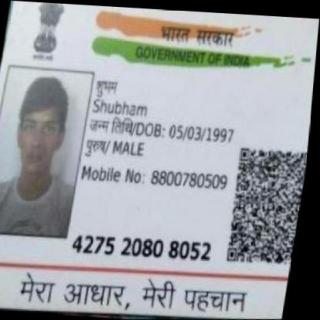 भारत सरकार
GOVERNMENT OF INDIA
शुभम
Shubham
जन्म तिथि/DOB: 05/03/1997
पुरुष/ MALE
Mobile No: 8800780509
4275 2080 8052
मेरा आधार, मेरी पहचान